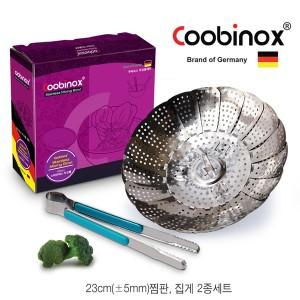 Coobinox®
Brand of Germany
Coobinox
23cm(±5mm)찜판, 집게 2종세트